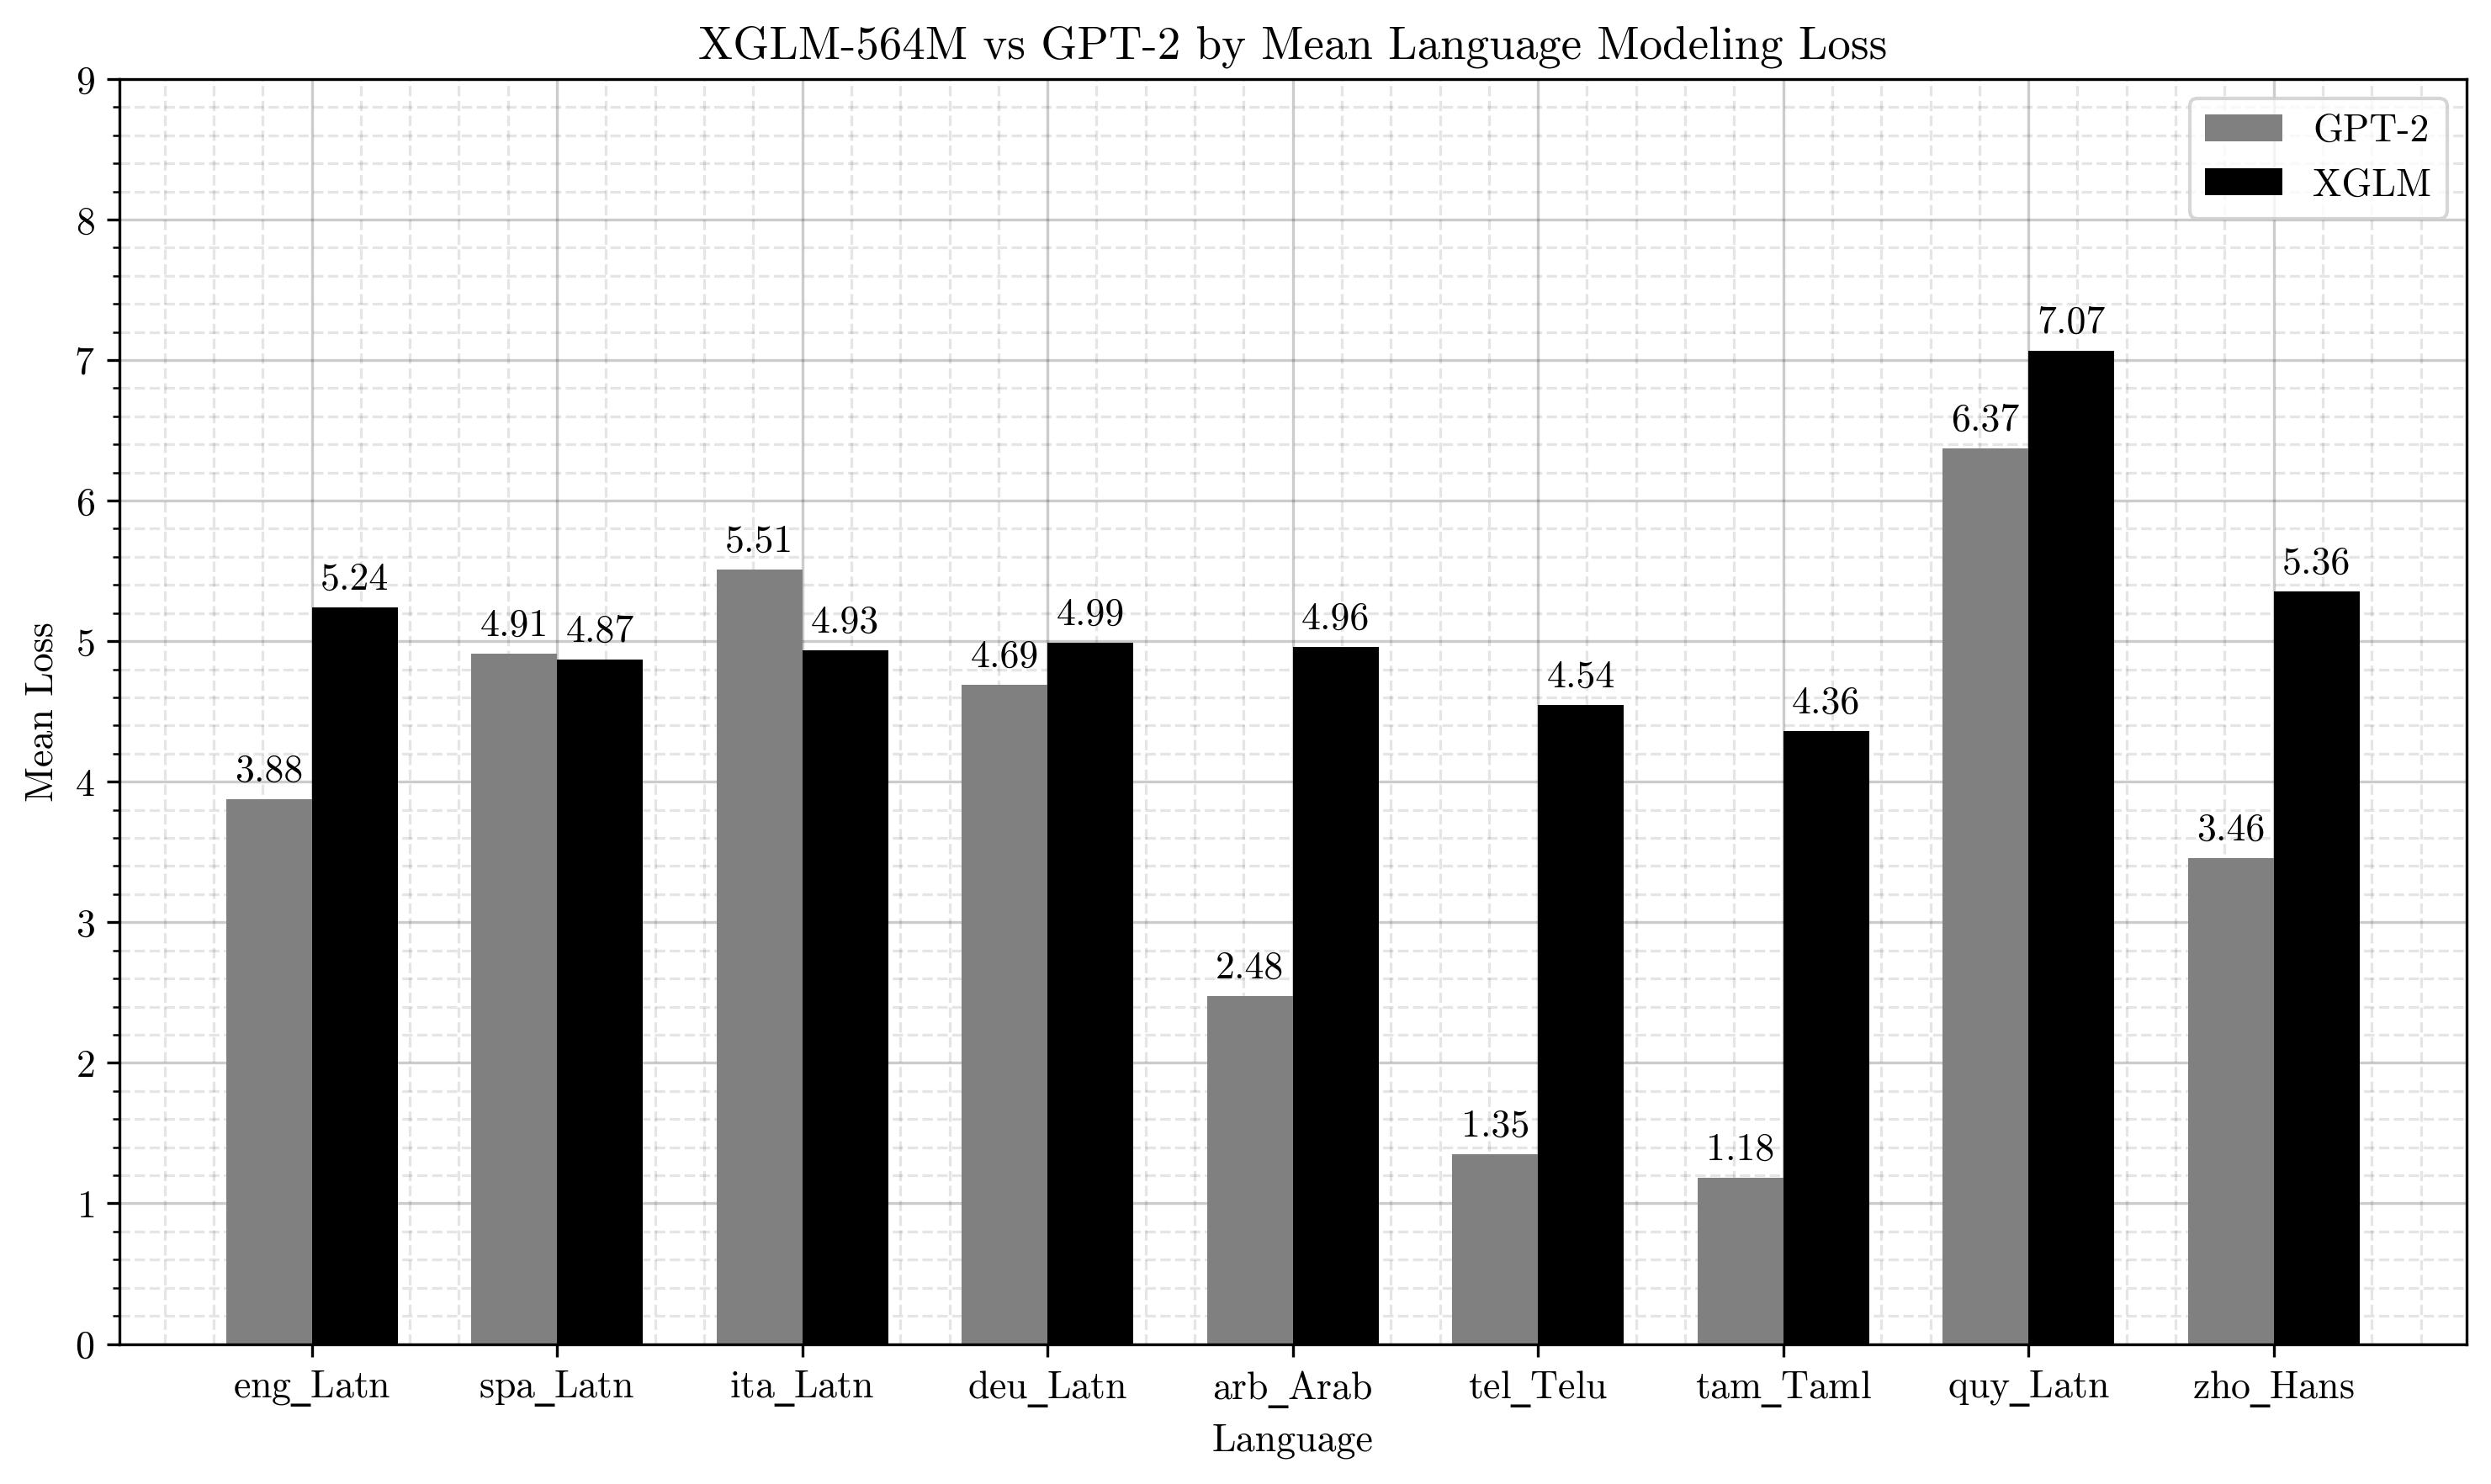 XGLM-564M vs GPT-2 by Mean Language Modeling Loss
GPT-2
XGLM
Mean Loss
9
8
7
6
5
4
3
2
1
0
3.88
5.24
4.91
4.87
5.51
4.93
4.69
4.99
2.48
4.96
1.35
4.54
1.18
4.36
6.37
7.07
3.46
5.36
eng_Latn
spa_Latn
ita_Latn
deu_Latn
arb_Arab
tel_Telu
tam_Taml
quy_Latn
zho_Hans
Language